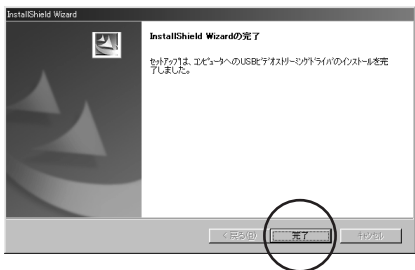 InstallShield Wizard
InstallShield Wizardの完了
ｾｯﾄｱｯﾌﾟは、ｺﾝﾋﾟｭｰﾀへのUSBﾋﾞﾃﾞｵｽﾄﾘｰﾐﾝｸﾞﾄﾞﾗｲﾊﾞのインストールを完
了しました。
< 戻る(B)
完了
ｷｬﾝｾﾙ